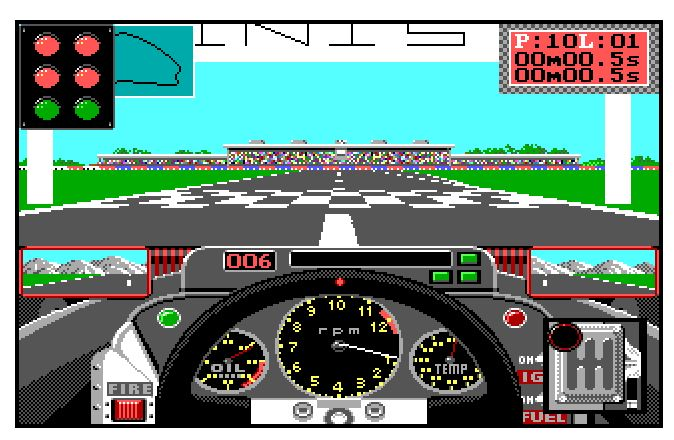 INIS
P:10L:01
00m00.5s
00m00.5s
006
10
9
11
8
12
rpm
7
6
1
5
4
3
2
OIL
TEMP
ON
IG
FIRE
FUEL